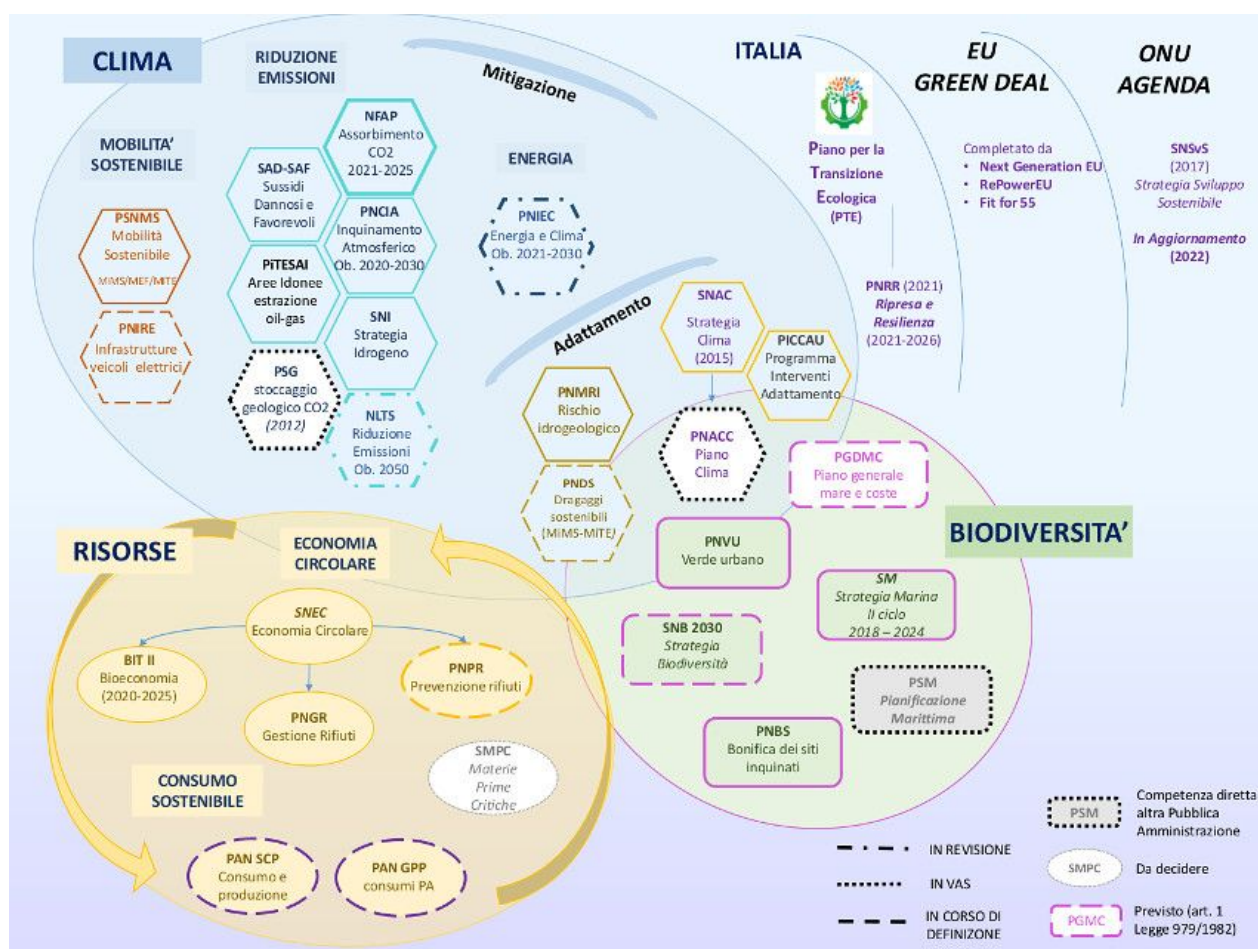 CLIMA
RIDUZIONE
EMISSIONI
Mitigazione
MOBILITA’
SOSTENIBILE
PSNMS
Mobilità
Sostenibile
MIMS/MEF/MITE
PNIRE
Infrastrutture
veicoli elettrici
NFAP
Assorbimento
CO2
2021-2025
SAD-SAF
Sussidi
Dannosi e
Favorevoli
PNCIA
Inquinamento
Atmosferico
Ob. 2020-2030
PiTESAI
Aree Idonee
estrazione
oil-gas
SNI
Strategia
Idrogeno
PSG
stoccaggio
geologico CO2
(2012)
NLTS
Riduzione
Emissioni
Ob. 2050
ENERGIA
PNIEC
Energia e Clima
Ob. 2021-2030
Adattamento
PNMRI
Rischio
idrogeologico
PNDS
Dragaggi
sostenibili
(MIMS-MITE)
SNAC
Strategia
Clima
(2015)
PICCAU
Programma
Interventi
Adattamento
PNACC
Piano
Clima
ITALIA
Piano per la
Transizione
Ecologica
(PTE)
PNRR (2021)
Ripresa e
Resilienza
(2021-2026)
EU
GREEN DEAL
Completato da
• Next Generation EU
• RePowerEU
• Fit for 55
ONU
AGENDA
SNSvS
(2017)
Strategia Sviluppo
Sostenibile
In Aggiornamento
(2022)
BIODIVERSITA’
PGDMC
Piano generale
mare e coste
PNVU
Verde urbano
SM
Strategia Marina
II ciclo
2018 – 2024
SNB 2030
Strategia
Biodiversità
PSM
Pianificazione
Marittima
PNBS
Bonifica dei siti
inquinati
RISORSE
ECONOMIA
CIRCOLARE
SNEC
Economia Circolare
BIT II
Bioeconomia
(2020-2025)
PNPR
Prevenzione rifiuti
PNGR
Gestione Rifiuti
SMPC
Materie
Prime
Critiche
CONSUMO
SOSTENIBILE
PAN SCP
Consumo e
produzione
PAN GPP
consumi PA
IN REVISIONE
IN VAS
IN CORSO DI
DEFINIZONE
PSM
Competenza diretta
altra Pubblica
Amministrazione
SMPC
Da decidere
PGMC
Previsto (art. 1
Legge 979/1982)